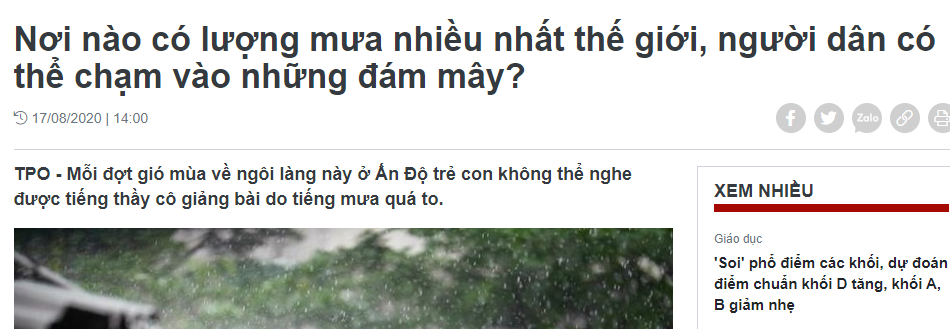 Nơi nào có lượng mưa nhiều nhất thế giới, người dân có
thể chạm vào những đám mây?
17/08/2020 | 14:00
Zalo
TPO - Mỗi đợt gió mùa về ngôi làng này ở Ấn Độ trẻ con không thể nghe
được tiếng thầy cô giảng bài do tiếng mưa quá to.
XEM NHIỀU
Giáo dục
'Soi' phổ điểm các khối, dự đoán
điểm chuẩn khối D tăng, khối A,
B giảm nhẹ